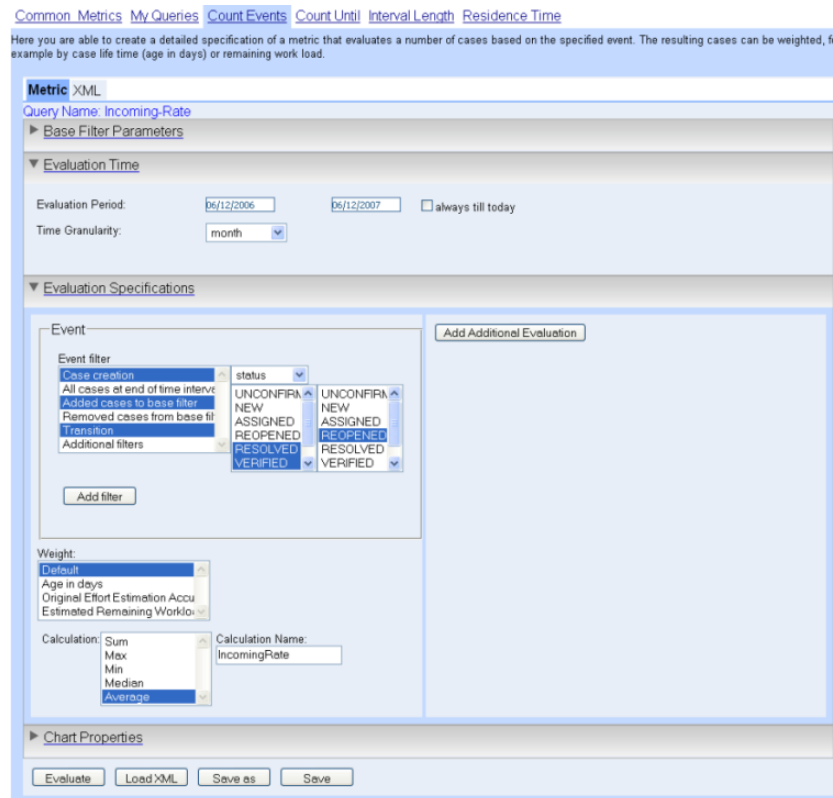 Common Metrics My Queries Count Events Count Until Interval Length Residence Time
Here you are able to create a detailed specification of a metric that evaluates a number of cases based on the specified event. The resulting cases can be weighted, f
example by case life time (age in days) or remaining work load.
Metric XML
Query Name: Incoming-Rate
Base Filter Parameters
Evaluation Time
Evaluation Period: 06/12/2006 06/12/2007 always till today
Time Granularity: month
Evaluation Specifications
Event
Add Additional Evaluation
Event filter
Case creation
All cases at end of time interva
Added cases to base filter
Removed cases from base filt
Transition
Additional filters
status
UNCONFIRM UNCONFIRM
NEW NEW
ASSIGNED ASSIGNED
REOPENED REOPENED
RESOLVED RESOLVED
VERIFIED VERIFIED
Add filter
Weight:
Default
Age in days
Original Effort Estimation Accu
Estimated Remaining Workloa
Calculation:
Sum
Max
Min
Median
Average
Calculation Name:
IncomingRate
Chart Properties
Evaluate Load XML Save as Save